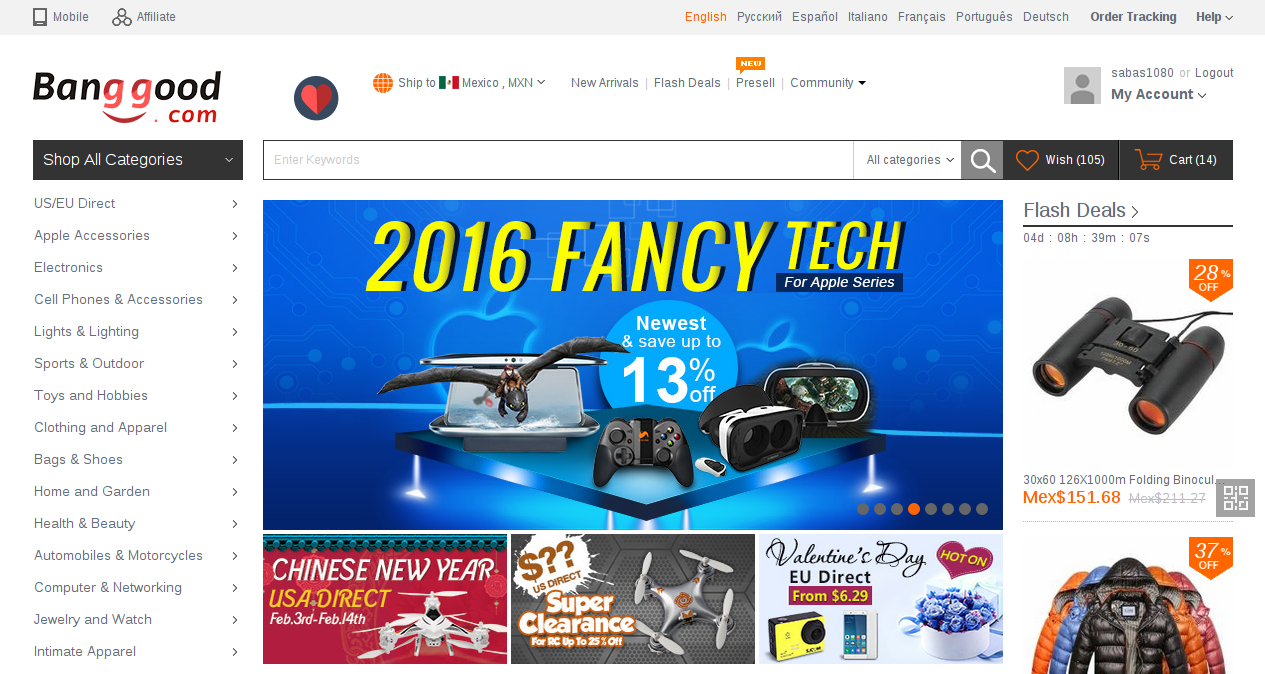 Mobile Affiliate English Русский Español Italiano Français Português Deutsch Order Tracking Help
Banggood.com
Ship to Mexico , MXN New Arrivals | Flash Deals | Presell | Community
NEW
sabas1080 or Logout
My Account
Shop All Categories
Enter Keywords All categories Wish (105) Cart (14)
US/EU Direct
Apple Accessories
Electronics
Cell Phones & Accessories
Lights & Lighting
Sports & Outdoor
Toys and Hobbies
Clothing and Apparel
Bags & Shoes
Home and Garden
Health & Beauty
Automobiles & Motorcycles
Computer & Networking
Jewelry and Watch
Intimate Apparel
2016 FANCY TECH
For Apple Series
Newest
& save up to
13%
off
CHINESE NEW YEAR
USA DIRECT
Feb.3rd-Feb.14th
$??
US DIRECT
Super
Clearance
For RC Up To 25% Off
Valentine's Day
HOT ON
EU Direct
From $6.29
Flash Deals
04d : 08h : 39m : 07s
28%
OFF
30x60 126X1000m Folding Binocul...
Mex$151.68 Mex$211.27
37%
OFF